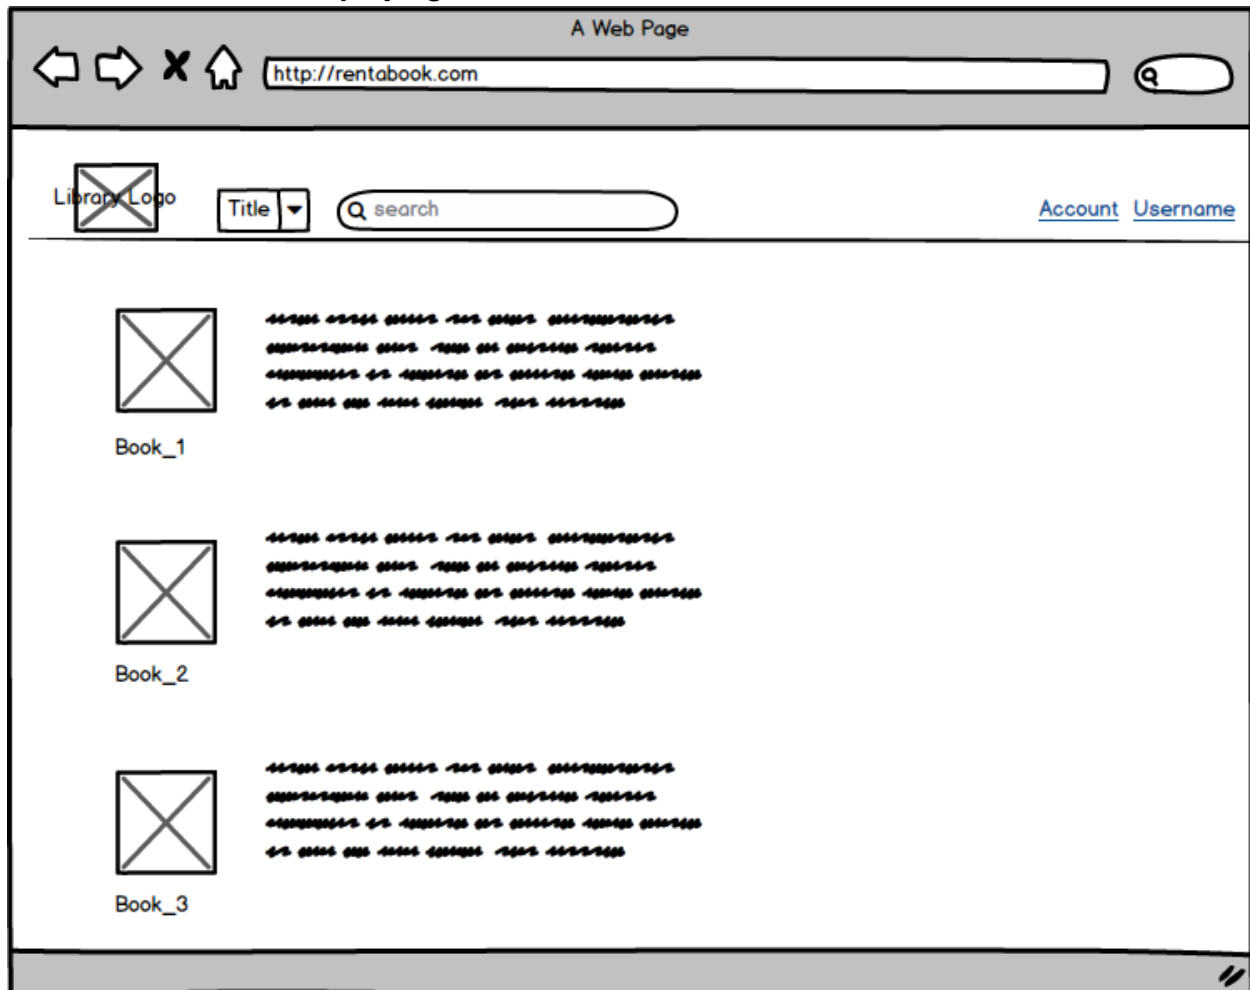 A Web Page
http://rentabook.com
Library Logo
Title
search
Account Username
Book_1
Book_2
Book_3